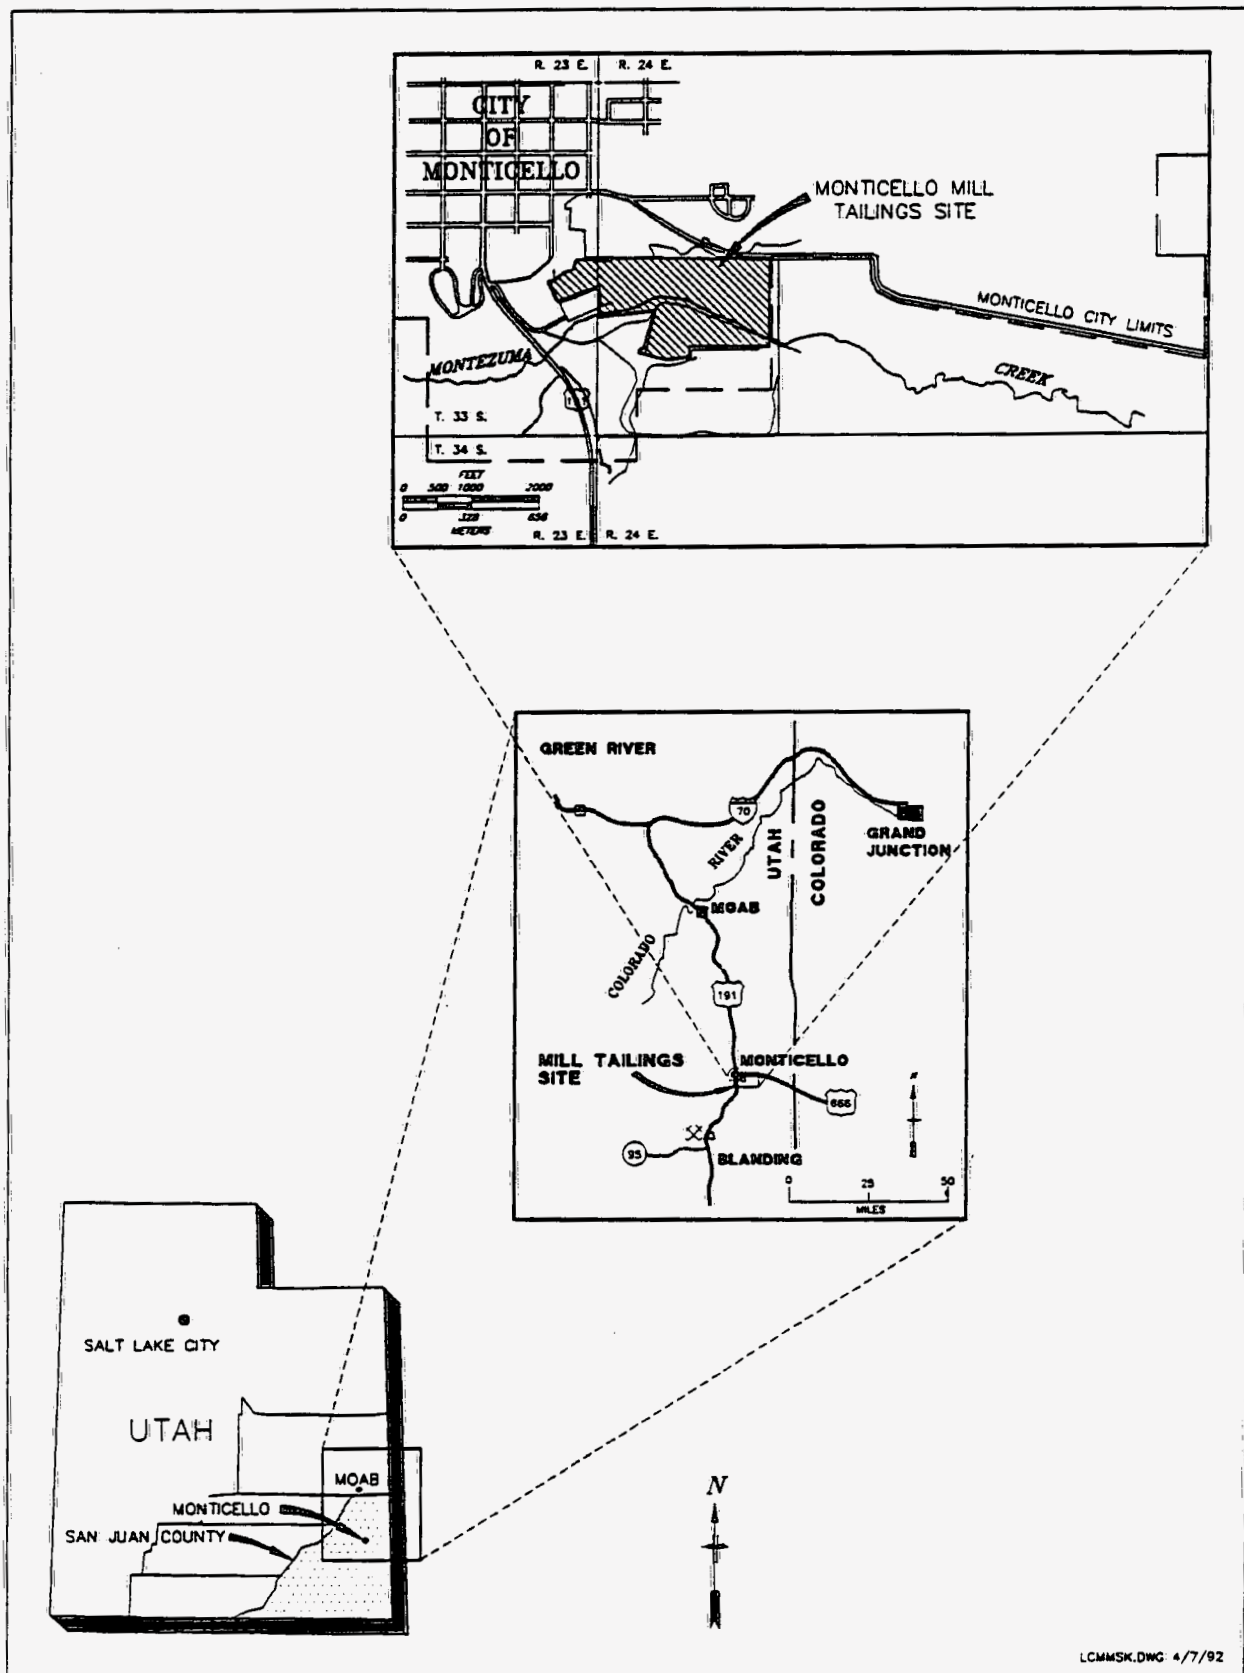 R. 23 E. R. 24 E.
CITY
OF
MONTICELLO
MONTICELLO MILL
TAILINGS SITE
MONTICELLO CITY LIMITS
MONTEZUMA
CREEK
T. 33 S.
T. 34 S.
FEET
0 500 1000 2000
0 328 656
METERS
R. 23 E. R. 24 E.
GREEN RIVER
70
GRAND
JUNCTION
UTAH
COLORADO
RIVER
MOAB
COLORADO
191
MILL TAILINGS
SITE
MONTICELLO
666
N
95
BLANDING
0 25 50
MILES
SALT LAKE CITY
UTAH
MOAB
MONTICELLO
SAN JUAN COUNTY
N
LCMMSK.DWG 4/7/92